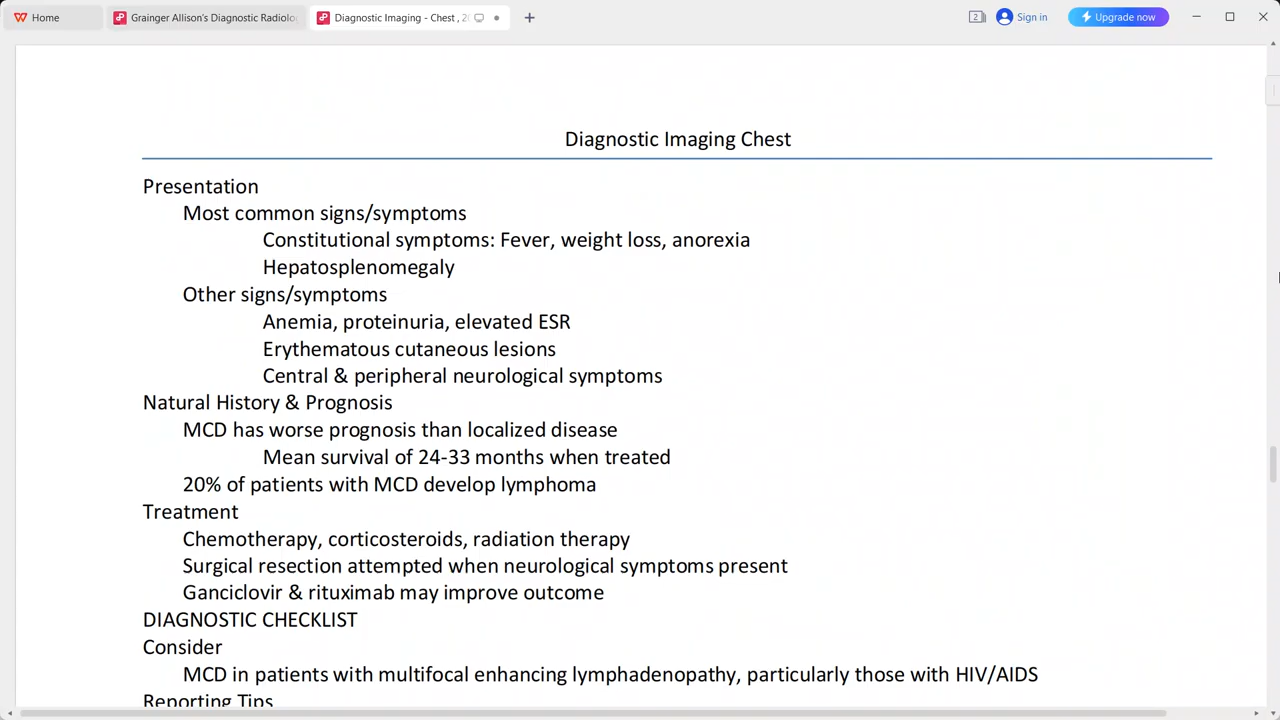 Home
Grainger Allison's Diagnostic Radiolo
Diagnostic Imaging - Chest , 2
2
Sign in
Upgrade now
Diagnostic Imaging Chest
Presentation
Most common signs/symptoms
Constitutional symptoms: Fever, weight loss, anorexia
Hepatosplenomegaly
Other signs/symptoms
Anemia, proteinuria, elevated ESR
Erythematous cutaneous lesions
Central & peripheral neurological symptoms
Natural History & Prognosis
MCD has worse prognosis than localized disease
Mean survival of 24-33 months when treated
20% of patients with MCD develop lymphoma
Treatment
Chemotherapy, corticosteroids, radiation therapy
Surgical resection attempted when neurological symptoms present
Ganciclovir & rituximab may improve outcome
DIAGNOSTIC CHECKLIST
Consider
MCD in patients with multifocal enhancing lymphadenopathy, particularly those with HIV/AIDS
Reporting Tips